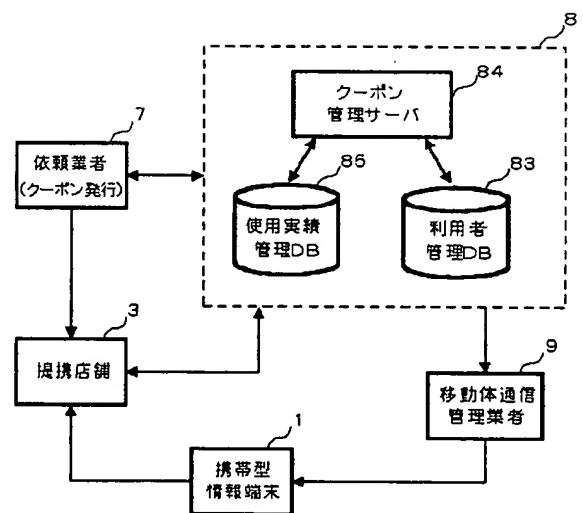 8
84
クーポン
管理サーバ
7
依頼業者
(クーポン発行)
85
83
使用実績
管理DB
利用者
管理DB
3
提携店舗
9
移動体通信
管理業者
1
携帯型
情報端末